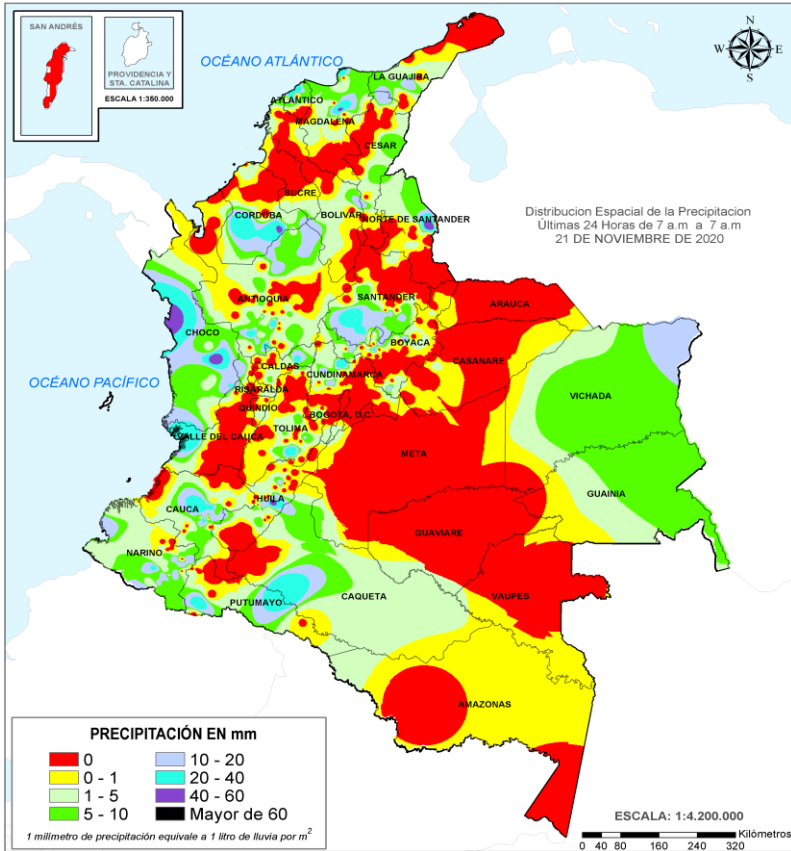 SAN ANDRÉS
PROVIDENCIA Y
STA. CATALINA
ESCALA 1:350.000
OCÉANO ATLÁNTICO
N
W E
S
LA GUAJIRA
ATLANTICO
MAGDALENA
CESAR
SUCRE
CORDOBA
BOLIVAR
NORTE DE SANTANDER
Distribucion Espacial de la Precipitacion
Últimas 24 Horas de 7 a.m a 7 a.m
21 DE NOVIEMBRE DE 2020
ANTIOQUIA
SANTANDER
ARAUCA
CHOCO
BOYACA
CASANARE
OCÉANO PACÍFICO
CALDAS
CUNDINAMARCA
RISARALDA
VICHADA
QUINDIO
BOGOTA, D.C.
TOLIMA
VALLE DEL CAUCA
META
GUAINIA
HUILA
CAUCA
GUAVIARE
NARINO
VAUPES
CAQUETA
PUTUMAYO
AMAZONAS
PRECIPITACIÓN EN mm
0
0 - 1
1 - 5
5 - 10
10 - 20
20 - 40
40 - 60
Mayor de 60
1 milímetro de precipitación equivale a 1 litro de lluvia por m2
ESCALA: 1:4.200.000
Kilómetros
0 40 80 160 240 320